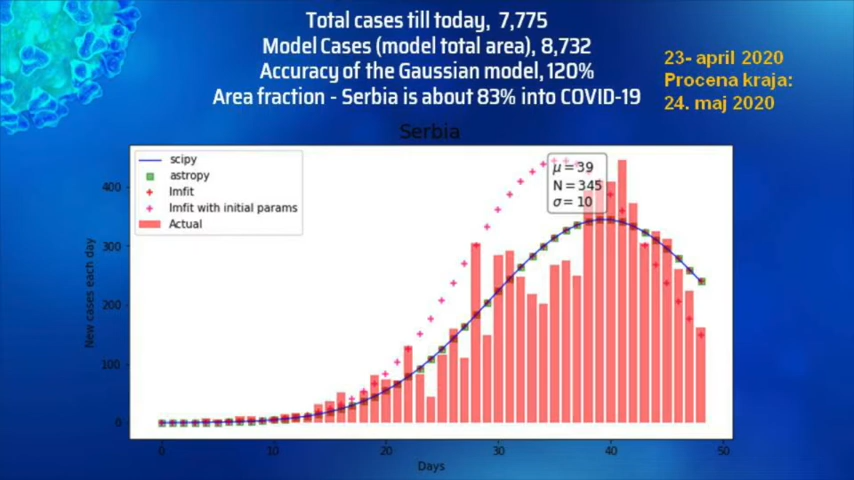 Total cases till today, 7,775
Model Cases (model total area), 8,732
Accuracy of the Gaussian model, 120%
Area fraction - Serbia is about 83% into COVID-19
23- april 2020
Procena kraja:
24. maj 2020
Serbia
scipy
astropy
lmfit
lmfit with initial params
Actual
μ = 39
N = 345
σ = 10
New cases each day
400
300
200
100
0
0 10 20 30 40 50
Days